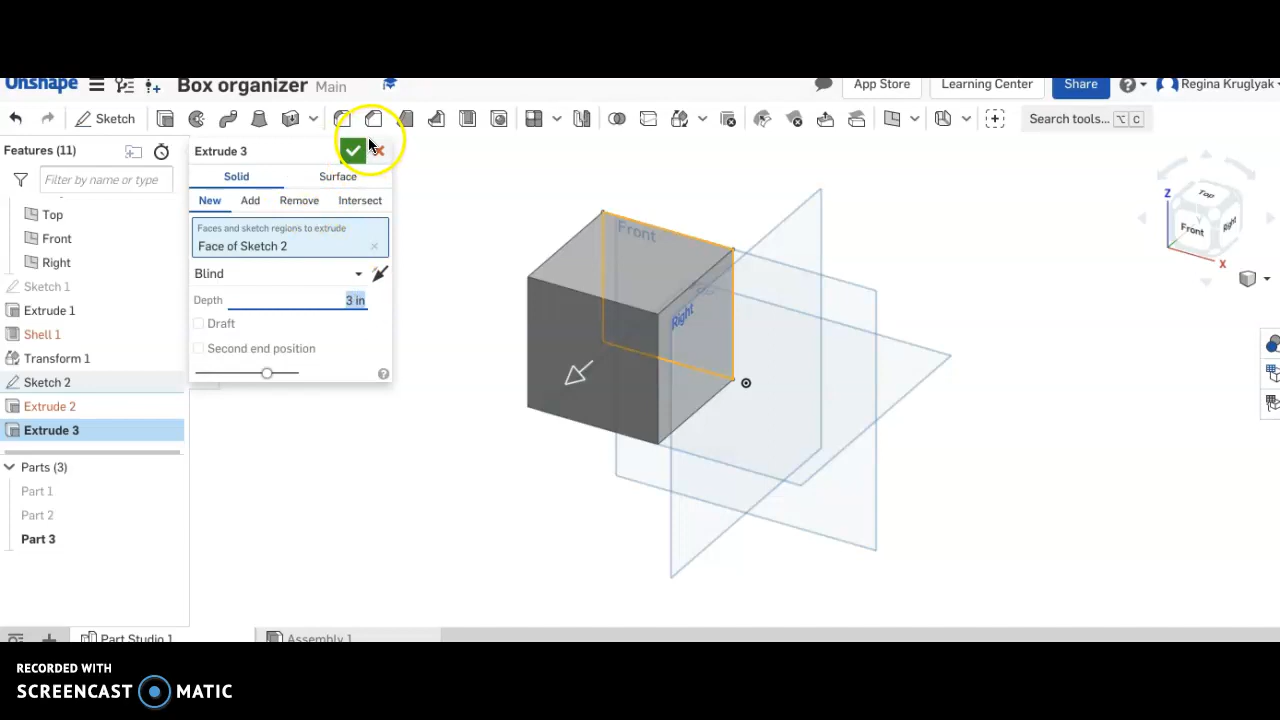 Onshape
Box organizer Main
App Store
Learning Center
Share
Regina Kruglyak
Sketch
Search tools... ⌥ C
Features (11)
Filter by name or type
Top
Front
Right
Sketch 1
Extrude 1
Shell 1
Transform 1
Sketch 2
Extrude 2
Extrude 3
Parts (3)
Part 1
Part 2
Part 3
Extrude 3
Solid
Surface
New
Add
Remove
Intersect
Faces and sketch regions to extrude
Face of Sketch 2
Blind
Depth
3 in
Draft
Second end position
Front
Right
Z
Top
Front
Right
X
Part Studio 1
Assembly 1
RECORDED WITH
SCREENCAST MATIC